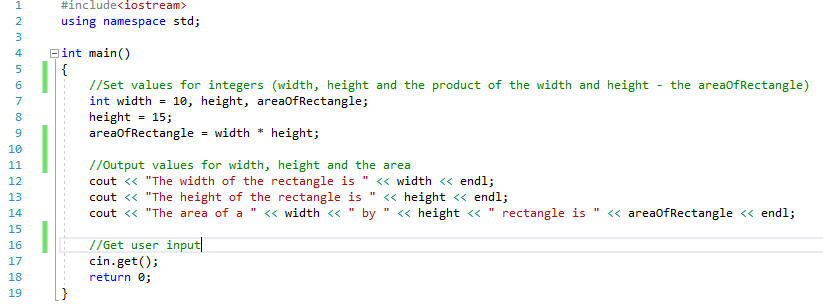 1 #include<iostream>
2 using namespace std;
3
4 int main()
5 {
6 //Set values for integers (width, height and the product of the width and height - the areaOfRectangle)
7 int width = 10, height, areaOfRectangle;
8 height = 15;
9 areaOfRectangle = width * height;
10
11 //Output values for width, height and the area
12 cout << "The width of the rectangle is " << width << endl;
13 cout << "The height of the rectangle is " << height << endl;
14 cout << "The area of a " << width << " by " << height << " rectangle is " << areaOfRectangle << endl;
15
16 //Get user input
17 cin.get();
18 return 0;
19 }